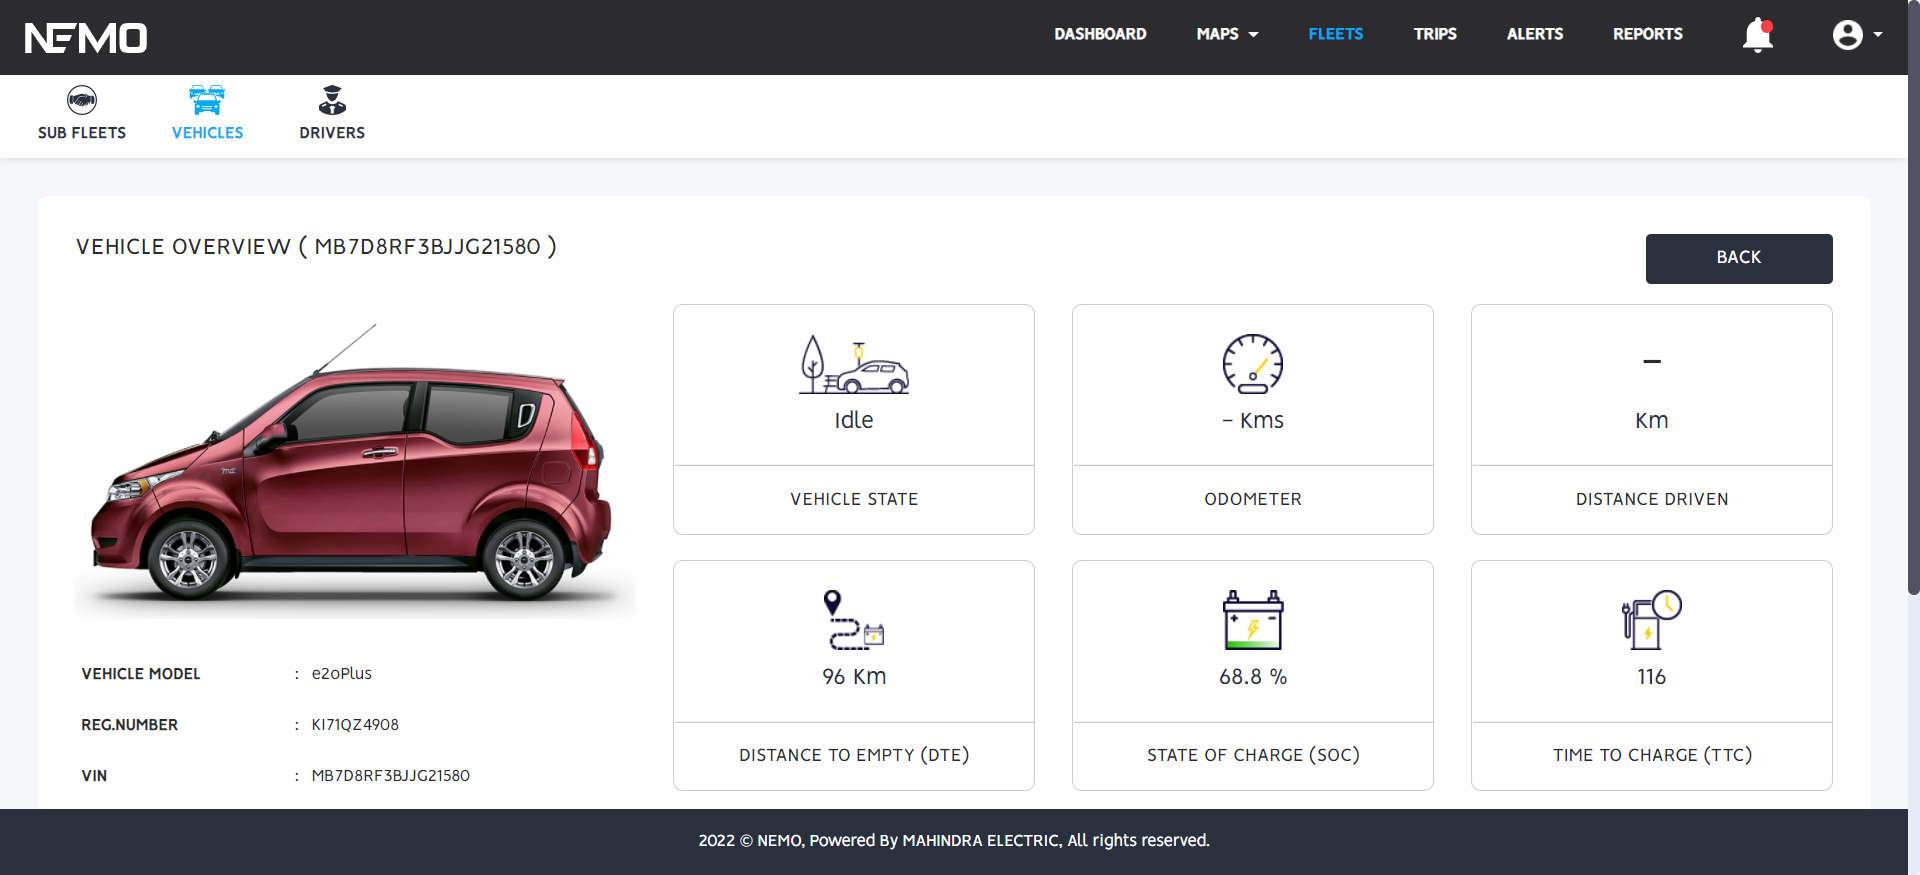 NEMO
DASHBOARD MAPS FLEETS TRIPS ALERTS REPORTS
SUB FLEETS VEHICLES DRIVERS
VEHICLE OVERVIEW ( MB7D8RF3BJJG21580 )
BACK
Idle
VEHICLE STATE
- Kms
ODOMETER
–
Km
DISTANCE DRIVEN
96 Km
DISTANCE TO EMPTY (DTE)
68.8 %
STATE OF CHARGE (SOC)
116
TIME TO CHARGE (TTC)
VEHICLE MODEL : e2oPlus
REG.NUMBER : KI71QZ4908
VIN : MB7D8RF3BJJG21580
2022 © NEMO, Powered By MAHINDRA ELECTRIC, All rights reserved.